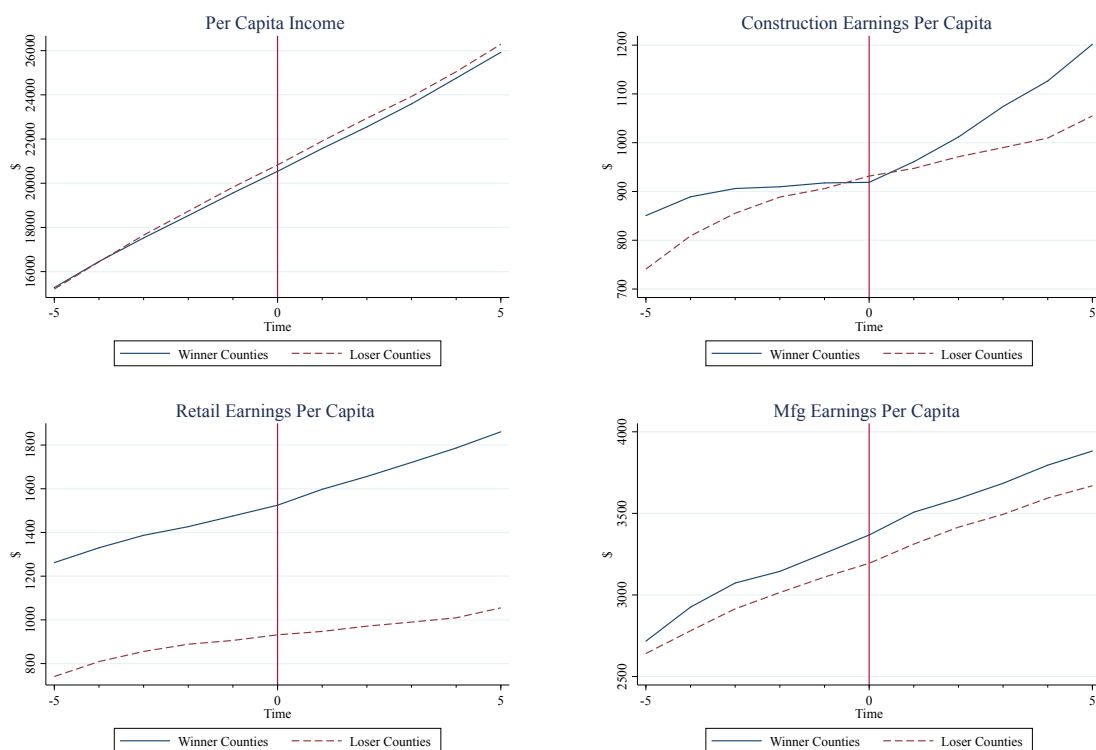 Per Capita Income
$
26000
24000
22000
20000
18000
16000
-5 0 5
Time
Winner Counties Loser Counties
Construction Earnings Per Capita
$
1200
1100
1000
900
800
700
-5 0 5
Time
Winner Counties Loser Counties
Retail Earnings Per Capita
$
1800
1600
1400
1200
1000
800
-5 0 5
Time
Winner Counties Loser Counties
Mfg Earnings Per Capita
$
4000
3500
3000
2500
-5 0 5
Time
Winner Counties Loser Counties